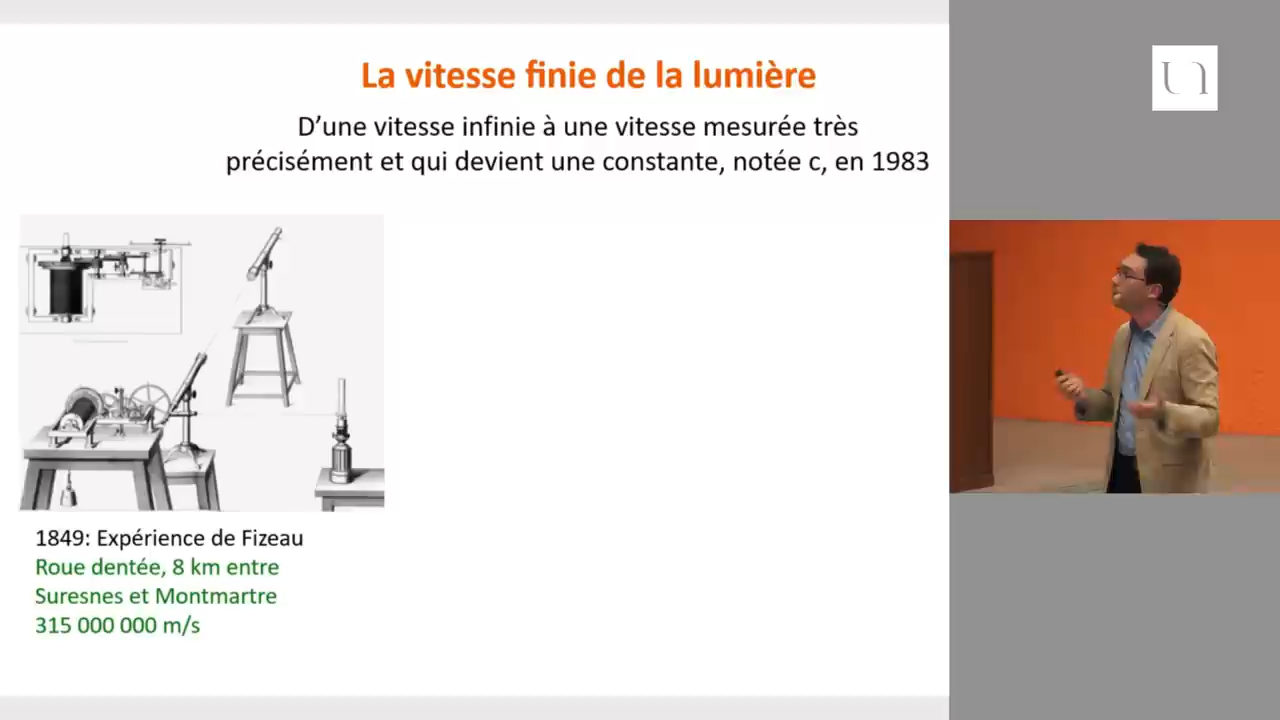 La vitesse finie de la lumière
D’une vitesse infinie à une vitesse mesurée très
précisément et qui devient une constante, notée c, en 1983
1849: Expérience de Fizeau
Roue dentée, 8 km entre
Suresnes et Montmartre
315 000 000 m/s